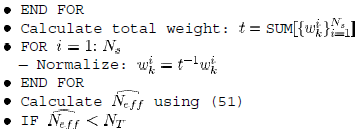 • END FOR
• Calculate total weight: $t = \text{SUM}[\{w_k^i\}_{i=1}^{N_s}]$
• FOR $i = 1: N_s$
– Normalize: $w_k^i = t^{-1} w_k^i$
• END FOR
• Calculate $\widehat{N_{eff}}$ using (51)
• IF $\widehat{N_{eff}} < N_T$